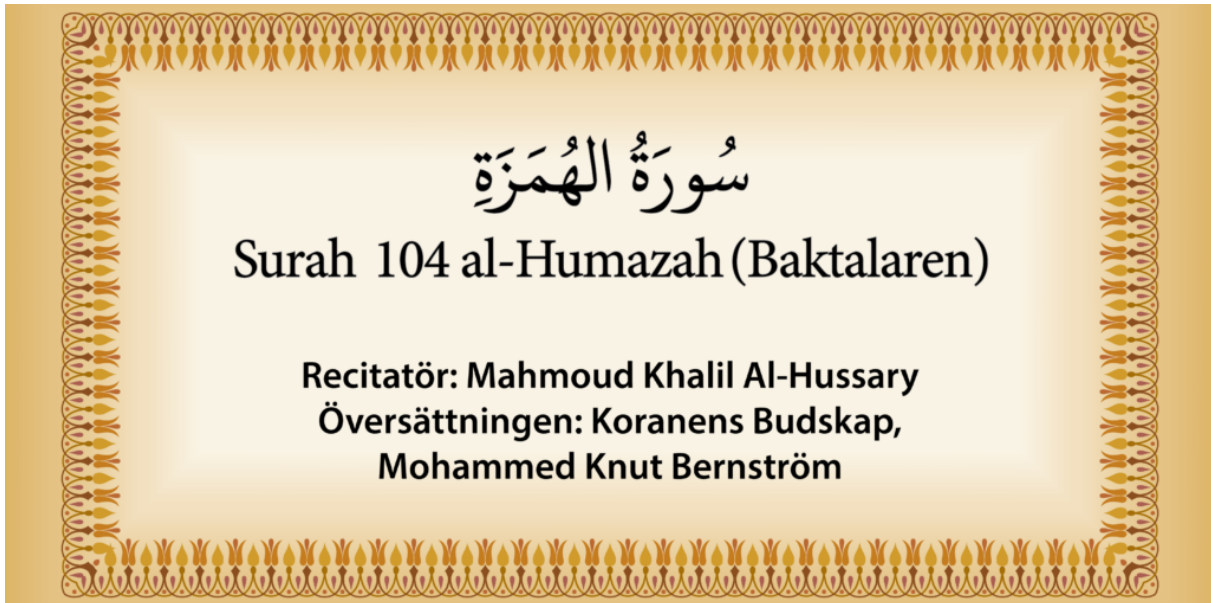 سُورَةُ الهُمَزَةِ
Surah 104 al-Humazah (Baktalaren)
Recitatör: Mahmoud Khalil Al-Hussary
Översättningen: Koranens Budskap,
Mohammed Knut Bernström